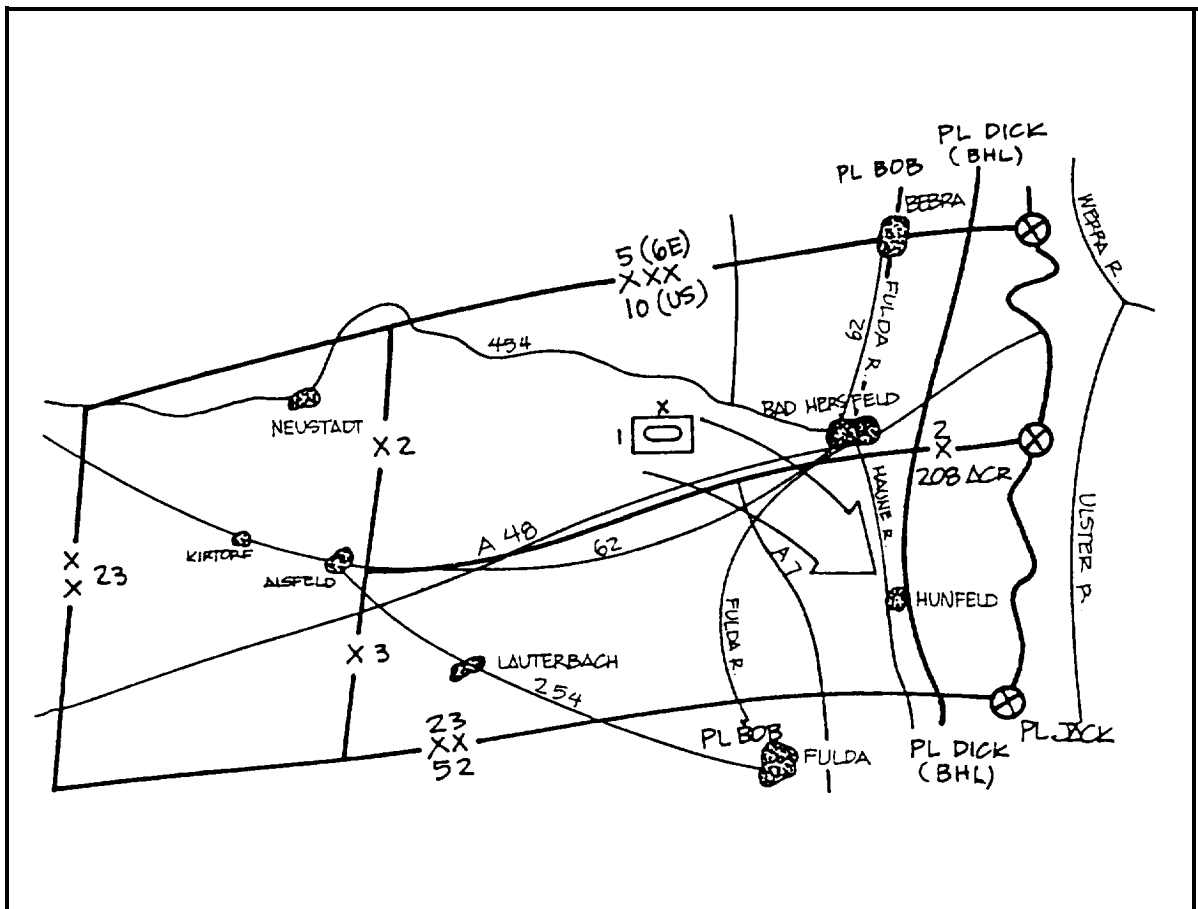 PL DICK
(BHL)
PL BOB
BEBRA
WERRA R.
5 (GE)
XXX
10 (US)
FULDA R.
29
454
NEUSTADT
X
1
BAD HERSFELD
X 2
2
X
208 ACR
HAUNE R.
ULSTER R.
A 48
62
A7
KIRTORF
ALSFELD
X
X 23
HUNFELD
FULDA R.
X 3
LAUTERBACH
254
23
XX
52
PL BOB
FULDA
PL DICK
(BHL)
PL JACK